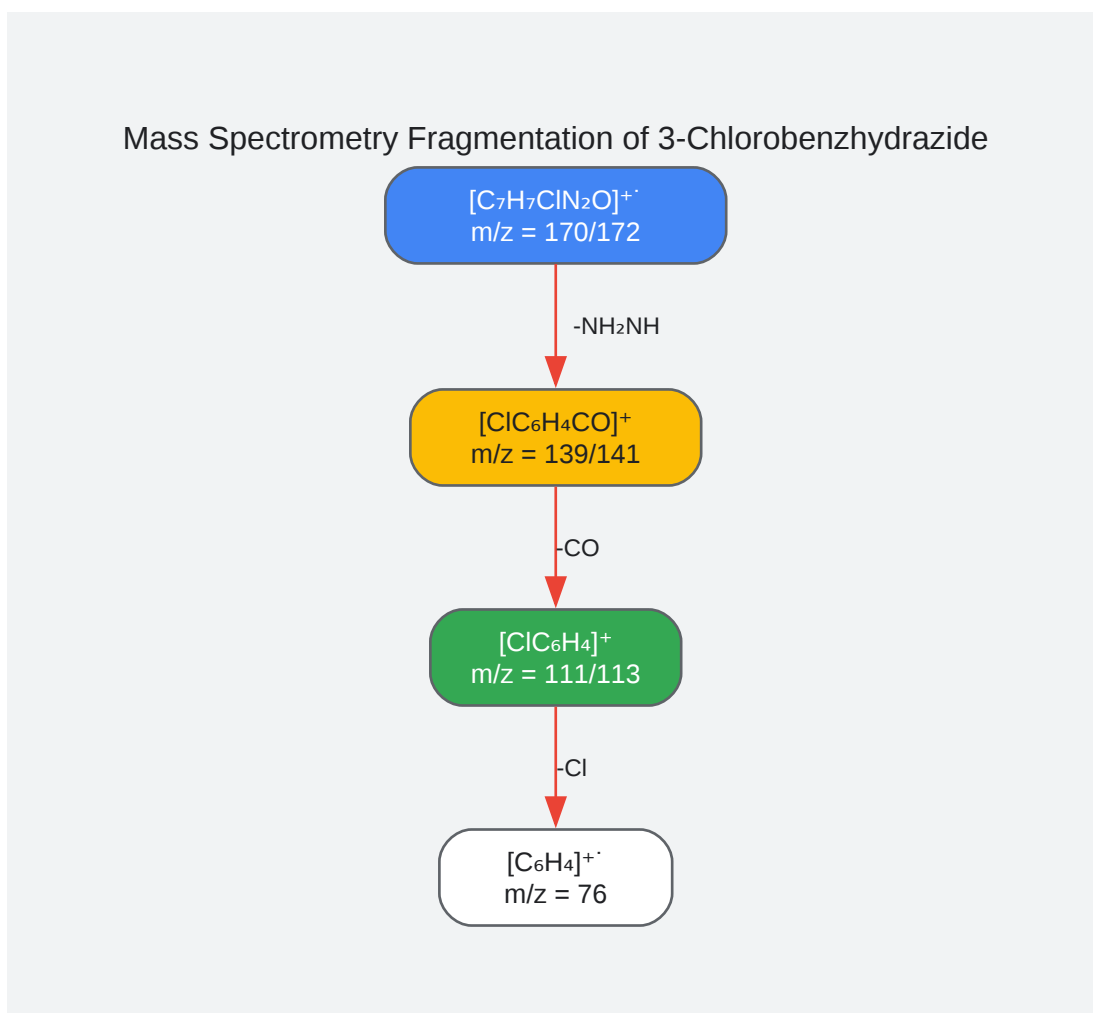 Mass Spectrometry Fragmentation of 3-Chlorobenzhydrazide
[C₇H₇ClN₂O]⁺˙
m/z = 170/172
-NH₂NH
[ClC₆H₄CO]⁺
m/z = 139/141
-CO
[ClC₆H₄]⁺
m/z = 111/113
-Cl
[C₆H₄]⁺˙
m/z = 76